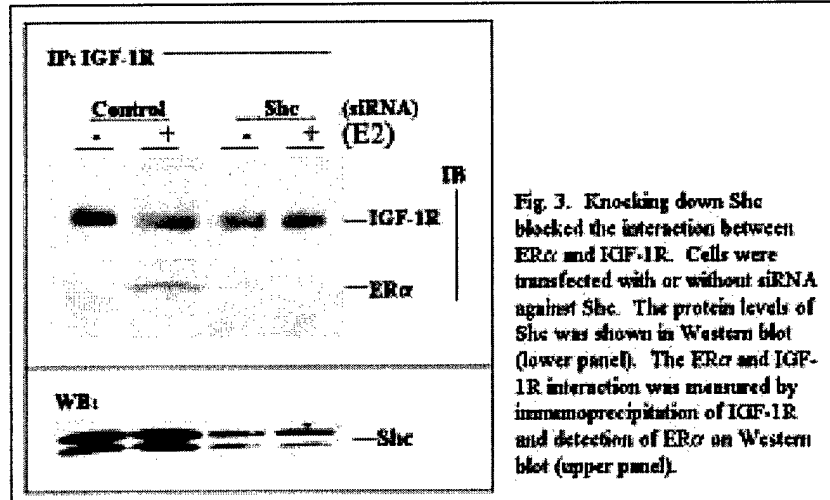 IP: IGF-1R
Control Shc (siRNA)
- + - + (E2)
IB
IGF-1R
ERα
WB:
Shc
Fig. 3. Knocking down Shc
blocked the interaction between
ERα and IGF-1R. Cells were
transfected with or without siRNA
against Shc. The protein levels of
Shc was shown in Western blot
(lower panel). The ERα and IGF-
1R interaction was measured by
immunoprecipitation of IGF-1R
and detection of ERα on Western
blot (upper panel).